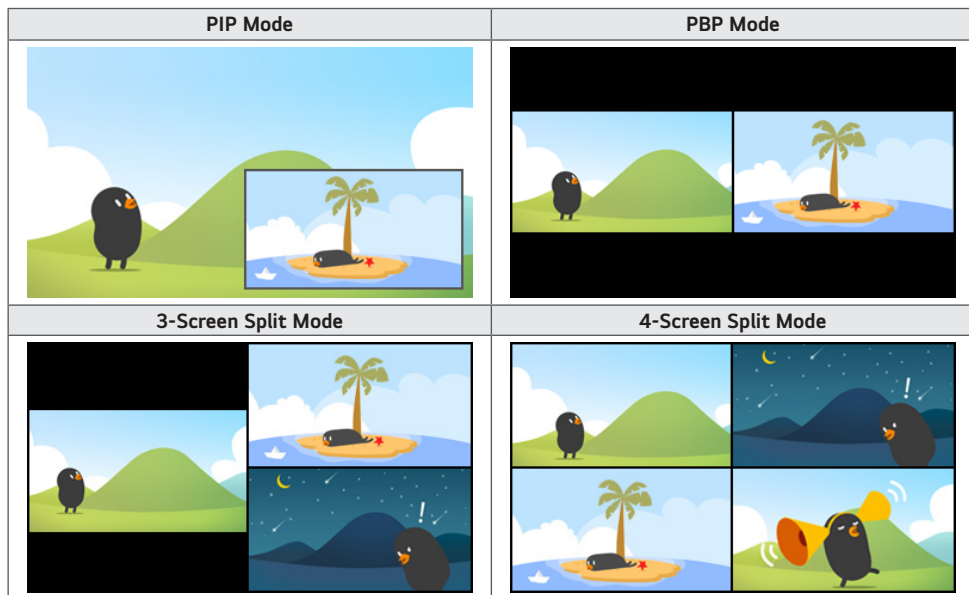 PIP Mode
PBP Mode
3-Screen Split Mode
4-Screen Split Mode